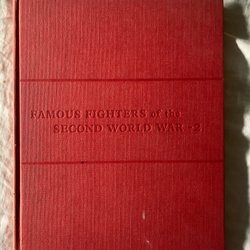 FAMOUS FIGHTERS of the
SECOND WORLD WAR - 2